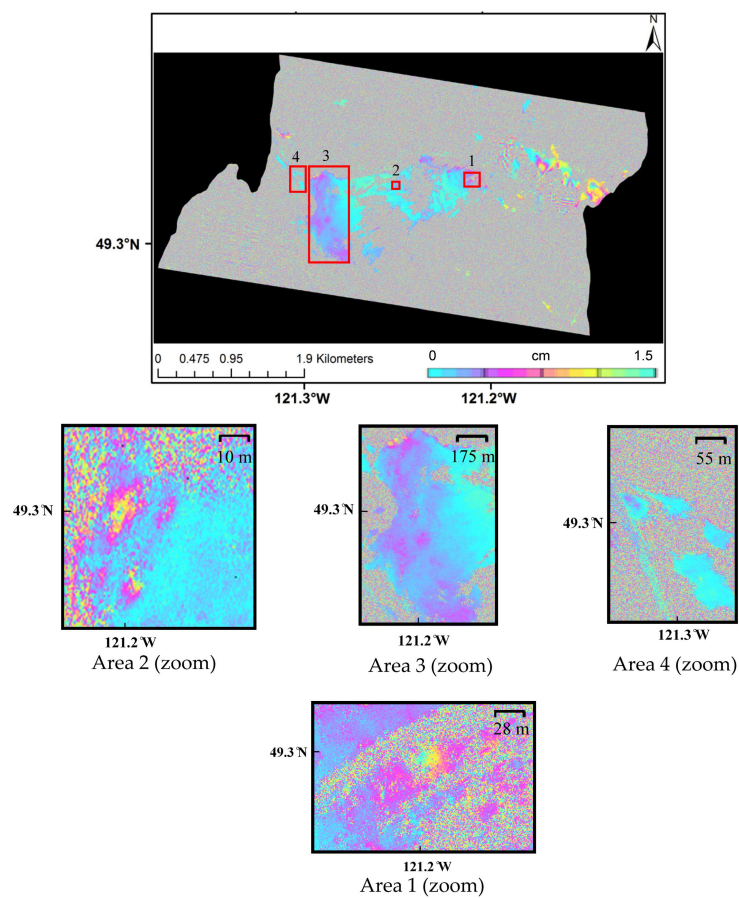 N
4 3 2 1
49.3°N
0 0.475 0.95 1.9 Kilometers
0 cm 1.5
121.3°W 121.2°W
10 m
175 m
55 m
49.3°N
49.3°N
49.3°N
121.2°W
121.2°W
121.3°W
Area 2 (zoom)
Area 3 (zoom)
Area 4 (zoom)
28 m
49.3°N
121.2°W
Area 1 (zoom)